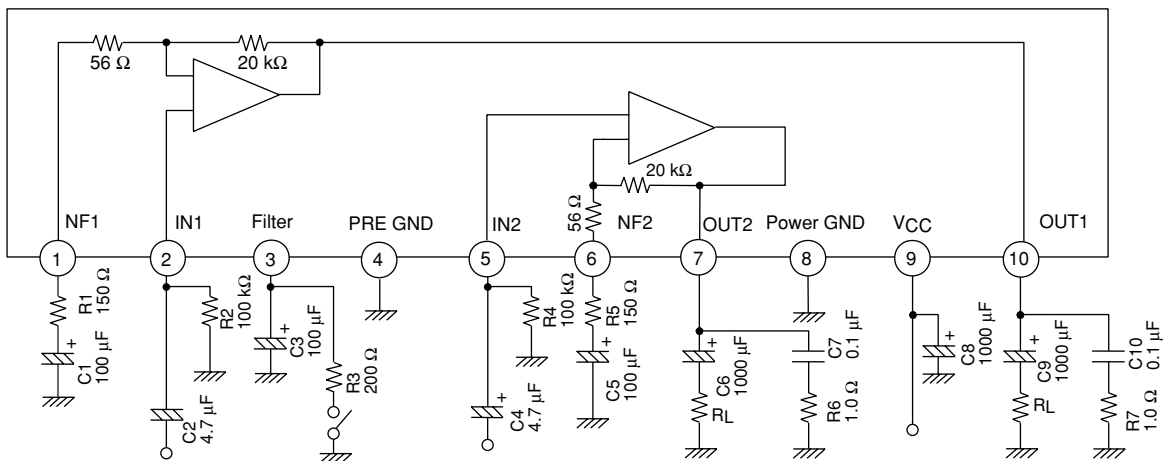 56 Ω
20 kΩ
20 kΩ
56 Ω
NF1
IN1
Filter
PRE GND
IN2
NF2
OUT2
Power GND
VCC
OUT1
1
2
3
4
5
6
7
8
9
10
R1
150 Ω
+
C1
100 μF
R2
100 kΩ
C2
4.7 μF
+
C3
100 μF
R3
200 Ω
R4
100 kΩ
+
C4
4.7 μF
R5
150 Ω
+
C5
100 μF
+
C6
1000 μF
RL
C7
0.1 μF
R6
1.0 Ω
+
C8
1000 μF
+
C9
1000 μF
RL
C10
0.1 μF
R7
1.0 Ω